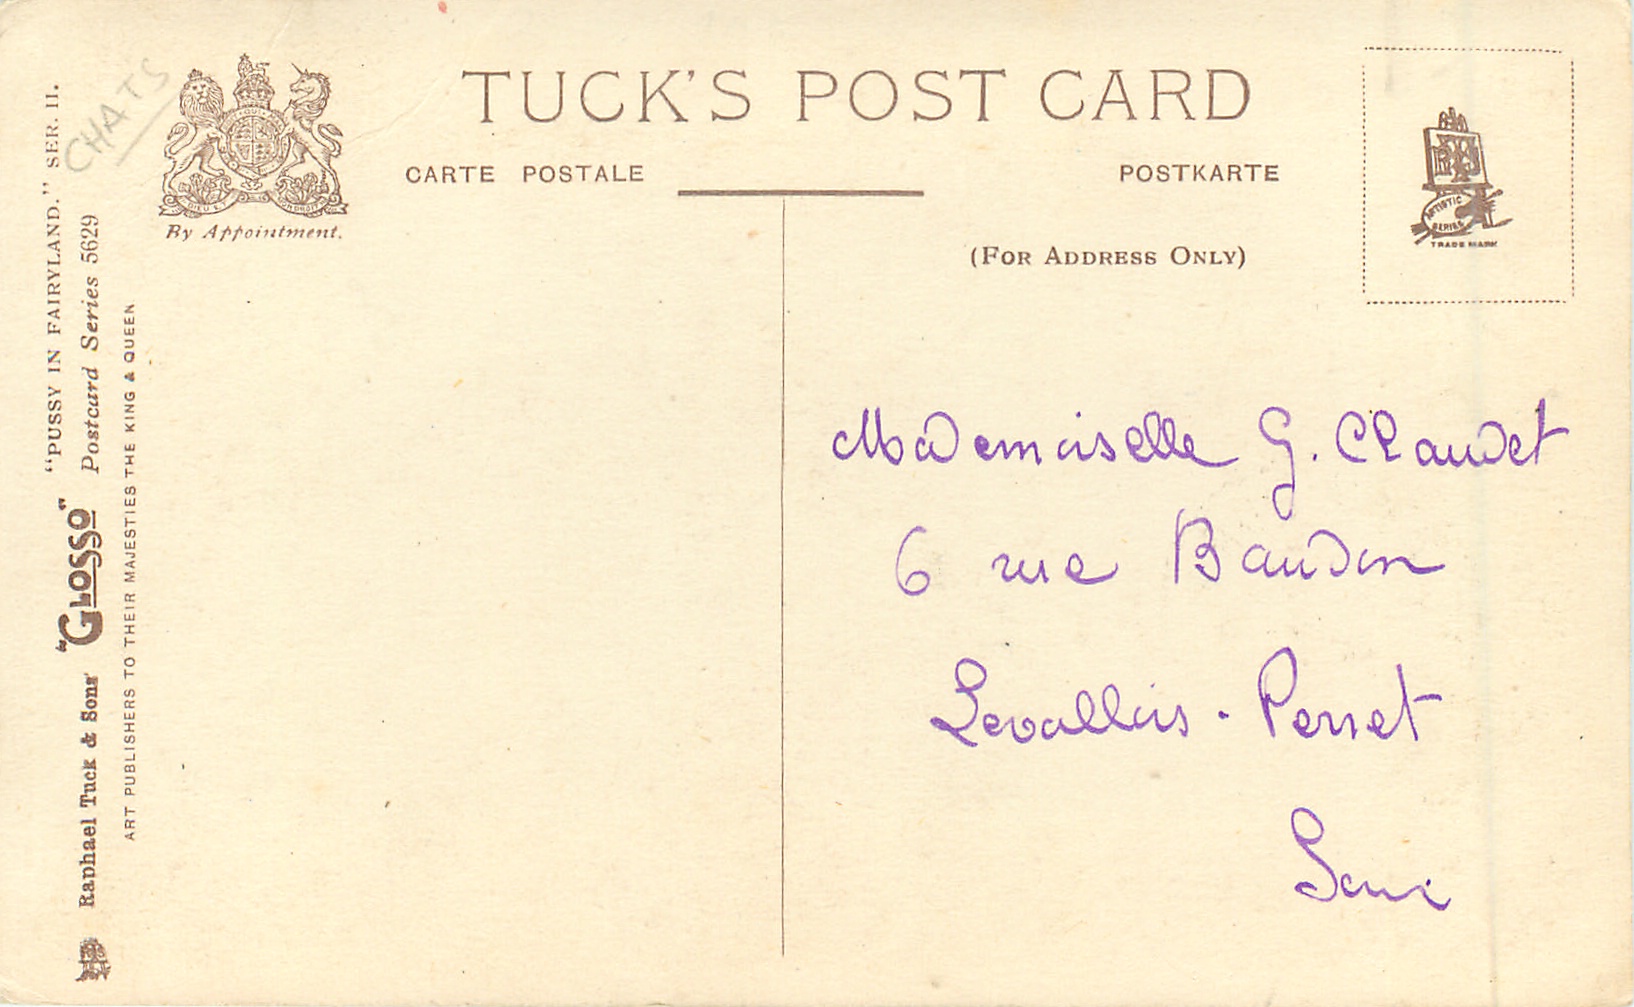 TUCK'S POST CARD
CARTE POSTALE
POSTKARTE
(FOR ADDRESS ONLY)
By Appointment.
ARTISTIC
SERIES
TRADE MARK
CHATS
"PUSSY IN FAIRYLAND." SER. II.
Raphael Tuck & Sons' "GLOSSO" Postcard Series 5629
ART PUBLISHERS TO THEIR MAJESTIES THE KING & QUEEN
Mademoiselle G. Claudet
6 rue Baudin
Levallois - Perret